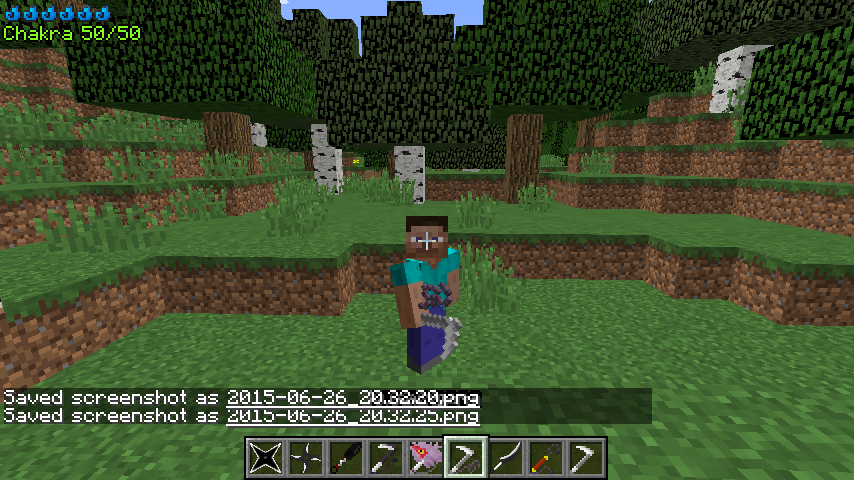 Chakra 50/50
Saved screenshot as 2015-06-26_20.32.20.png
Saved screenshot as 2015-06-26_20.32.25.png